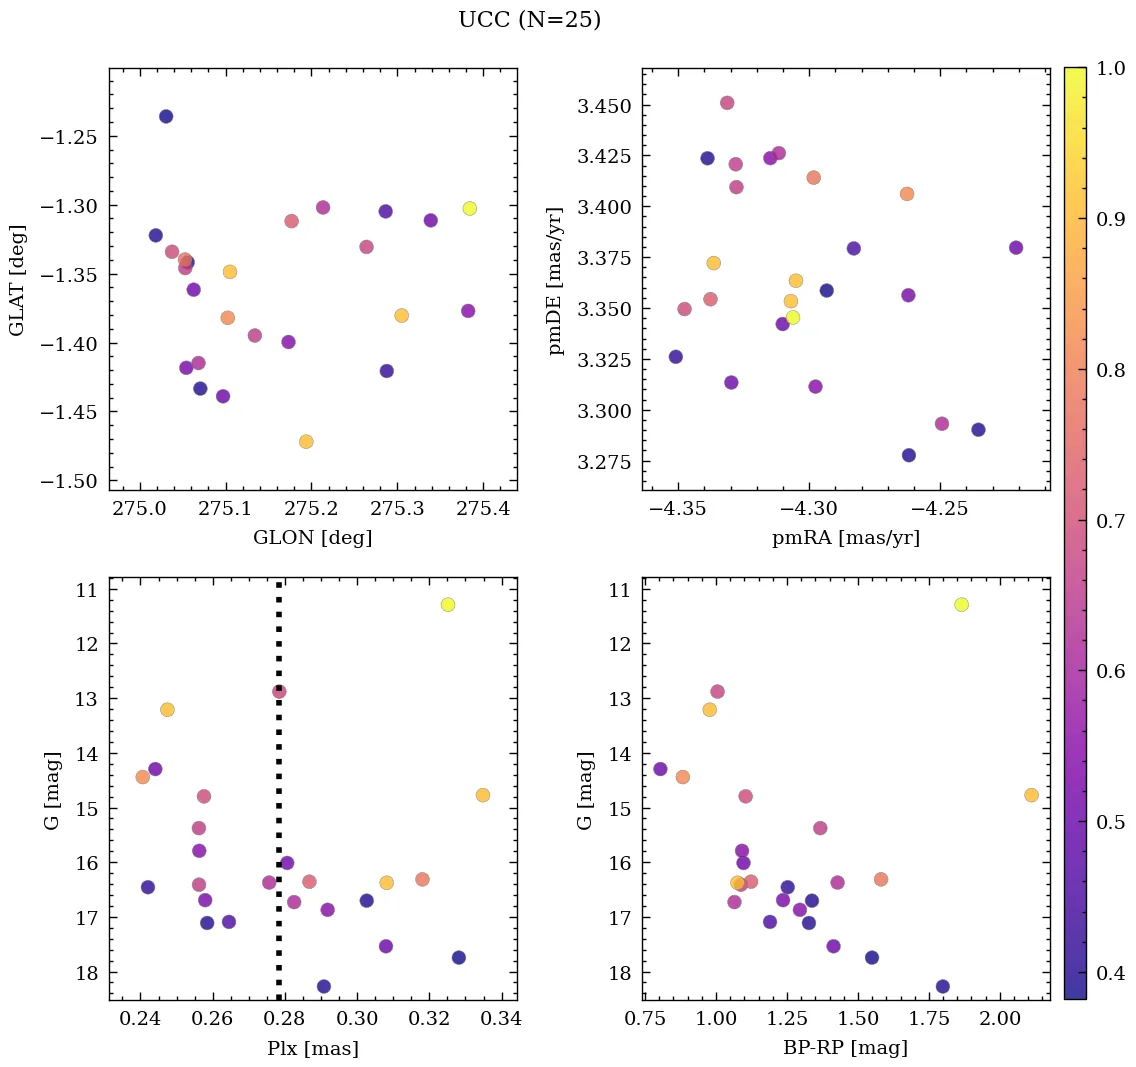 UCC (N=25)
−1.25
−1.30
−1.35
−1.40
−1.45
−1.50
GLAT [deg]
275.0 275.1 275.2 275.3 275.4
GLON [deg]
3.450
3.425
3.400
3.375
3.350
3.325
3.300
3.275
pmDE [mas/yr]
−4.35 −4.30 −4.25
pmRA [mas/yr]
11
12
13
14
15
16
17
18
G [mag]
0.24 0.26 0.28 0.30 0.32 0.34
Plx [mas]
11
12
13
14
15
16
17
18
G [mag]
0.75 1.00 1.25 1.50 1.75 2.00
BP-RP [mag]
1.0
0.9
0.8
0.7
0.6
0.5
0.4